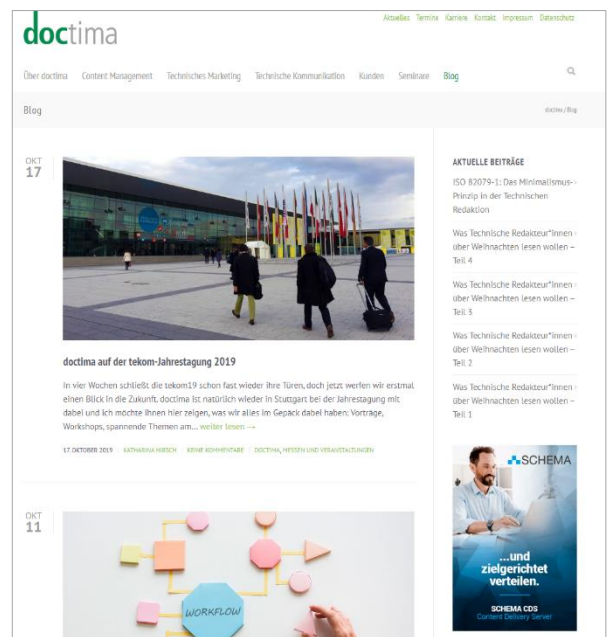 Aktuelles Termine Karriere Kontakt Impressum Datenschutz
doctima
Über doctima Content Management Technisches Marketing Technische Kommunikation Kunden Seminare Blog
Blog
doctima / Blog
OKT
17
doctima auf der tekom-Jahrestagung 2019
In vier Wochen schließt die tekom19 schon fast wieder ihre Türen, doch jetzt werfen wir erstmal
einen Blick in die Zukunft. doctima ist natürlich wieder in Stuttgart bei der Jahrestagung mit
dabei und ich möchte Ihnen hier zeigen, was wir alles im Gepäck dabei haben: Vorträge,
Workshops, spannende Themen am... weiter lesen →
17. OKTOBER 2019 KATHARINA HIRSCH KEINE KOMMENTARE DOCTIMA, MESSEN UND VERANSTALTUNGEN
OKT
11
WORKFLOW
AKTUELLE BEITRÄGE
ISO 82079-1: Das Minimalismus-
Prinzip in der Technischen
Redaktion
Was Technische Redakteur*innen
über Weihnachten lesen wollen –
Teil 4
Was Technische Redakteur*innen
über Weihnachten lesen wollen –
Teil 3
Was Technische Redakteur*innen
über Weihnachten lesen wollen –
Teil 2
Was Technische Redakteur*innen
über Weihnachten lesen wollen –
Teil 1
SCHEMA
...und
zielgerichtet
verteilen.
SCHEMA CDS
Content Delivery Server